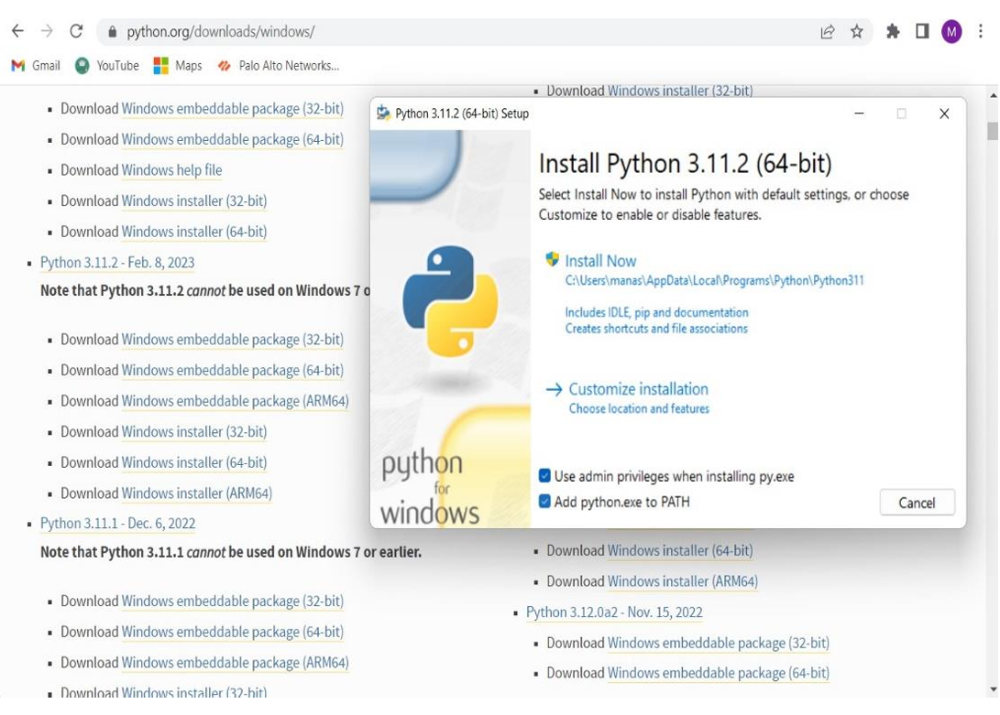 python.org/downloads/windows/
M
Gmail
YouTube
Maps
Palo Alto Networks...
Download Windows embeddable package (32-bit)
Download Windows embeddable package (64-bit)
Download Windows help file
Download Windows installer (32-bit)
Download Windows installer (64-bit)
Python 3.11.2 - Feb. 8, 2023
Note that Python 3.11.2 cannot be used on Windows 7 o
Download Windows embeddable package (32-bit)
Download Windows embeddable package (64-bit)
Download Windows embeddable package (ARM64)
Download Windows installer (32-bit)
Download Windows installer (64-bit)
Download Windows installer (ARM64)
Python 3.11.1 - Dec. 6, 2022
Note that Python 3.11.1 cannot be used on Windows 7 or earlier.
Download Windows embeddable package (32-bit)
Download Windows embeddable package (64-bit)
Download Windows embeddable package (ARM64)
Download Windows installer (32-bit)
Download Windows installer (32-bit)
Python 3.11.2 (64-bit) Setup
Install Python 3.11.2 (64-bit)
Select Install Now to install Python with default settings, or choose
Customize to enable or disable features.
Install Now
C:\Users\manas\AppData\Local\Programs\Python\Python311
Includes IDLE, pip and documentation
Creates shortcuts and file associations
Customize installation
Choose location and features
python
for
windows
Use admin privileges when installing py.exe
Add python.exe to PATH
Cancel
Download Windows installer (64-bit)
Download Windows installer (ARM64)
Python 3.12.0a2 - Nov. 15, 2022
Download Windows embeddable package (32-bit)
Download Windows embeddable package (64-bit)